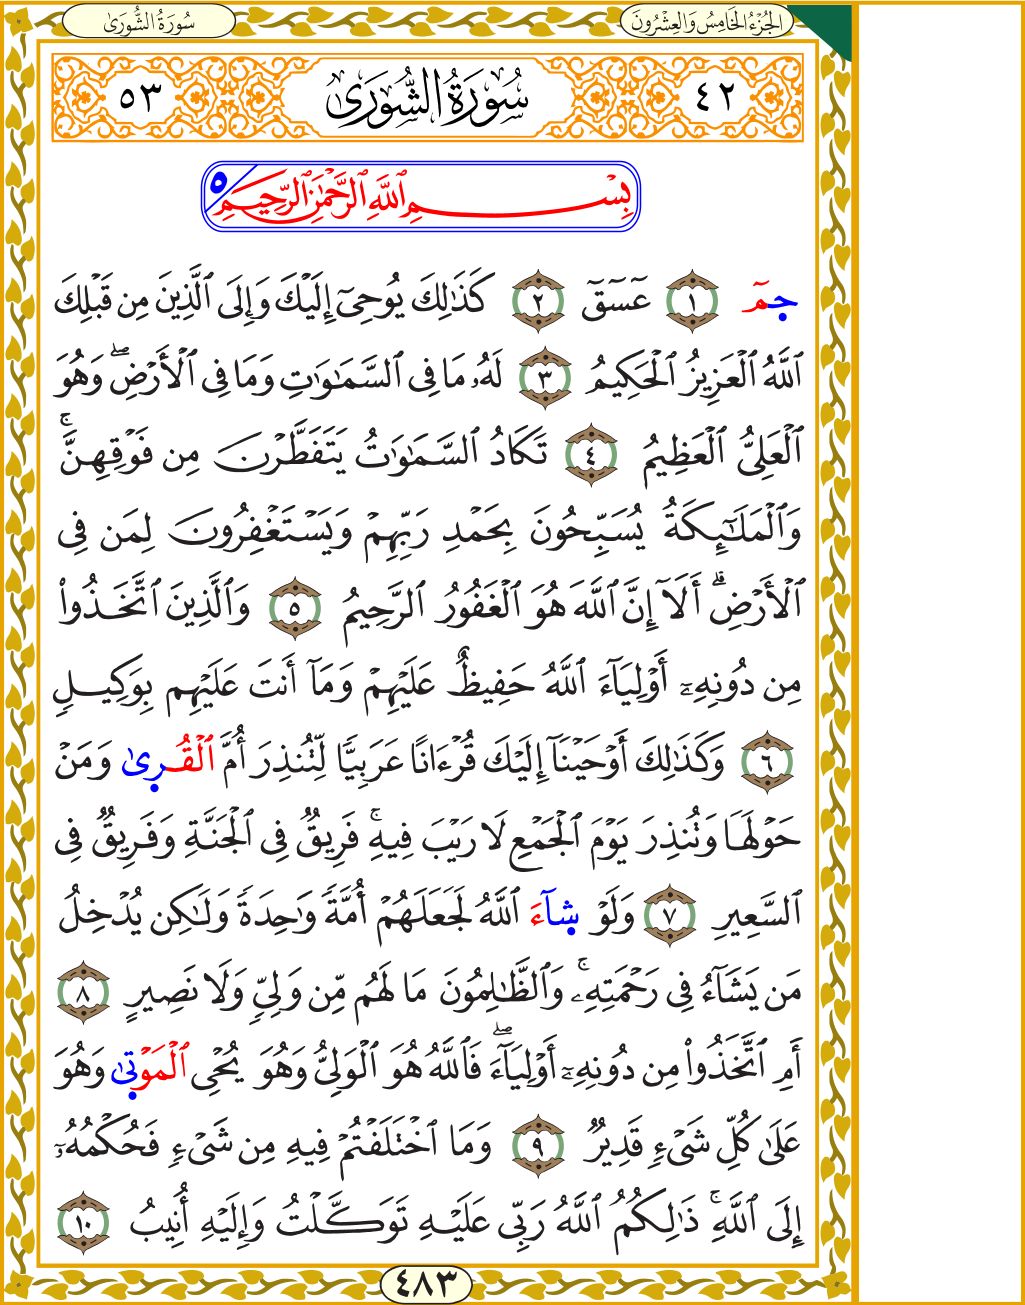 سُورَةُ الشُّورَىٰ
الجُزْءُ الخَامِسُ وَالعِشْرُونَ
٥٣ سُورَةُ الشُّورَىٰ ٤٢
بِسْمِ ٱللَّهِ ٱلرَّحْمَٰنِ ٱلرَّحِيمِ ٥
حمٓ ١ عٓسٓقٓ ٢ كَذَٰلِكَ يُوحِىٓ إِلَيْكَ وَإِلَى ٱلَّذِينَ مِن قَبْلِكَ
ٱللَّهُ ٱلْعَزِيزُ ٱلْحَكِيمُ ٣ لَهُۥ مَا فِى ٱلسَّمَٰوَٰتِ وَمَا فِى ٱلْأَرْضِ ۖ وَهُوَ
ٱلْعَلِىُّ ٱلْعَظِيمُ ٤ تَكَادُ ٱلسَّمَٰوَٰتُ يَتَفَطَّرْنَ مِن فَوْقِهِنَّ ۚ
وَٱلْمَلَٰٓئِكَةُ يُسَبِّحُونَ بِحَمْدِ رَبِّهِمْ وَيَسْتَغْفِرُونَ لِمَن فِى
ٱلْأَرْضِ ۗ أَلَآ إِنَّ ٱللَّهَ هُوَ ٱلْغَفُورُ ٱلرَّحِيمُ ٥ وَٱلَّذِينَ ٱتَّخَذُوا۟
مِن دُونِهِۦٓ أَوْلِيَآءَ ٱللَّهُ حَفِيظٌ عَلَيْهِمْ وَمَآ أَنتَ عَلَيْهِم بِوَكِيلٍ
٦ وَكَذَٰلِكَ أَوْحَيْنَآ إِلَيْكَ قُرْءَانًا عَرَبِيًّا لِّتُنذِرَ أُمَّ ٱلْقُرىٰ وَمَنْ
حَوْلَهَا وَتُنذِرَ يَوْمَ ٱلْجَمْعِ لَا رَيْبَ فِيهِ ۚ فَرِيقٌ فِى ٱلْجَنَّةِ وَفَرِيقٌ فِى
ٱلسَّعِيرِ ٧ وَلَوْ شآءَ ٱللَّهُ لَجَعَلَهُمْ أُمَّةً وَٰحِدَةً وَلَٰكِن يُدْخِلُ
مَن يَشَآءُ فِى رَحْمَتِهِۦ ۚ وَٱلظَّٰلِمُونَ مَا لَهُم مِّن وَلِىٍّ وَلَا نَصِيرٍ ٨
أَمِ ٱتَّخَذُوا۟ مِن دُونِهِۦٓ أَوْلِيَآءَ ۖ فَٱللَّهُ هُوَ ٱلْوَلِىُّ وَهُوَ يُحْىِ ٱلْمَوْتىٰ وَهُوَ
عَلَىٰ كُلِّ شَىْءٍ قَدِيرٌ ٩ وَمَا ٱخْتَلَفْتُمْ فِيهِ مِن شَىْءٍ فَحُكْمُهُۥٓ
إِلَى ٱللَّهِ ۚ ذَٰلِكُمُ ٱللَّهُ رَبِّى عَلَيْهِ تَوَكَّلْتُ وَإِلَيْهِ أُنِيبُ ١٠
٤٨٣